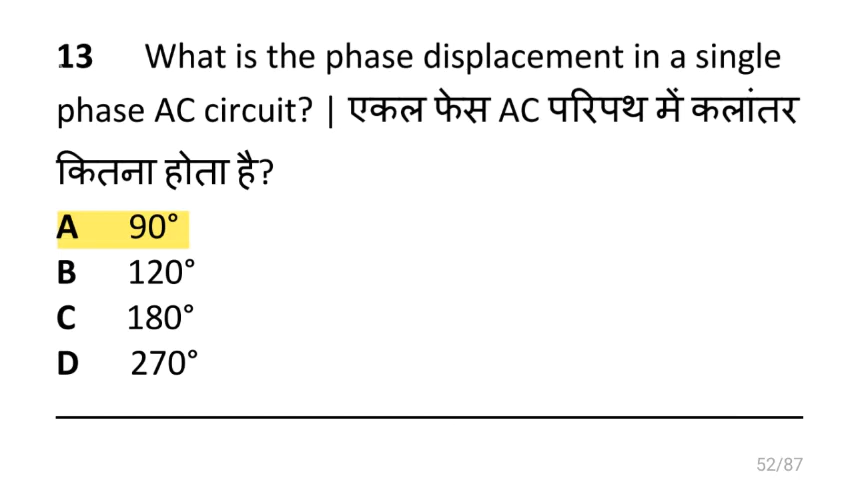 13 What is the phase displacement in a single
phase AC circuit? | एकल फेस AC परिपथ में कलांतर
कितना होता है?
A 90°
B 120°
C 180°
D 270°
52/87